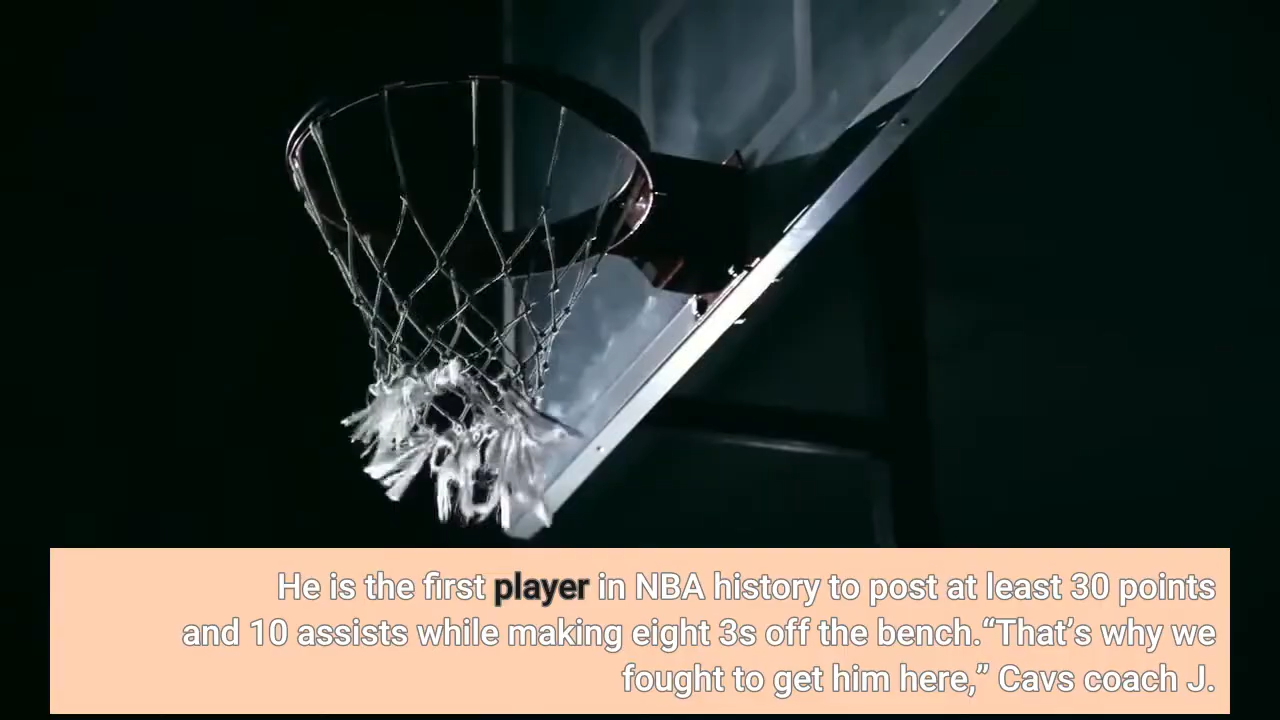 He is the first player in NBA history to post at least 30 points
and 10 assists while making eight 3s off the bench.“That’s why we
fought to get him here,” Cavs coach J.